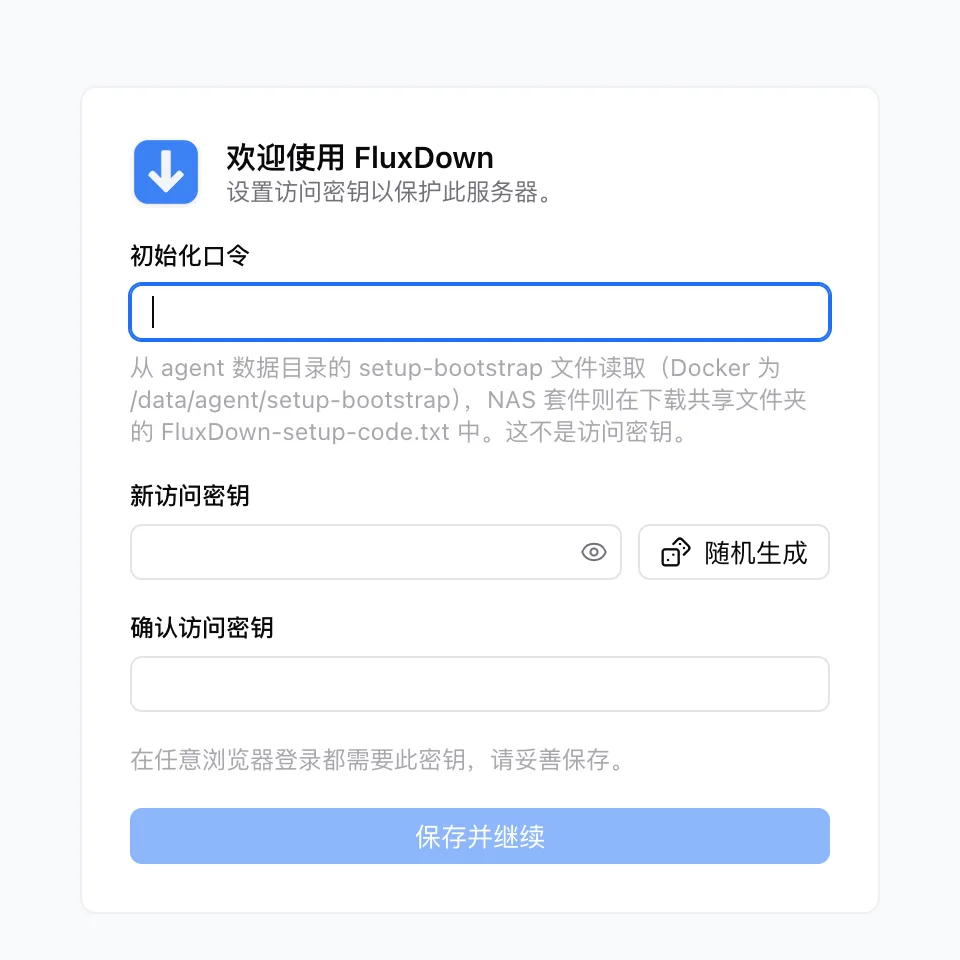 欢迎使用 FluxDown
设置访问密钥以保护此服务器。
初始化口令
从 agent 数据目录的 setup-bootstrap 文件读取（Docker 为
/data/agent/setup-bootstrap），NAS 套件则在下载共享文件夹
的 FluxDown-setup-code.txt 中。这不是访问密钥。
新访问密钥
随机生成
确认访问密钥
在任意浏览器登录都需要此密钥，请妥善保存。
保存并继续